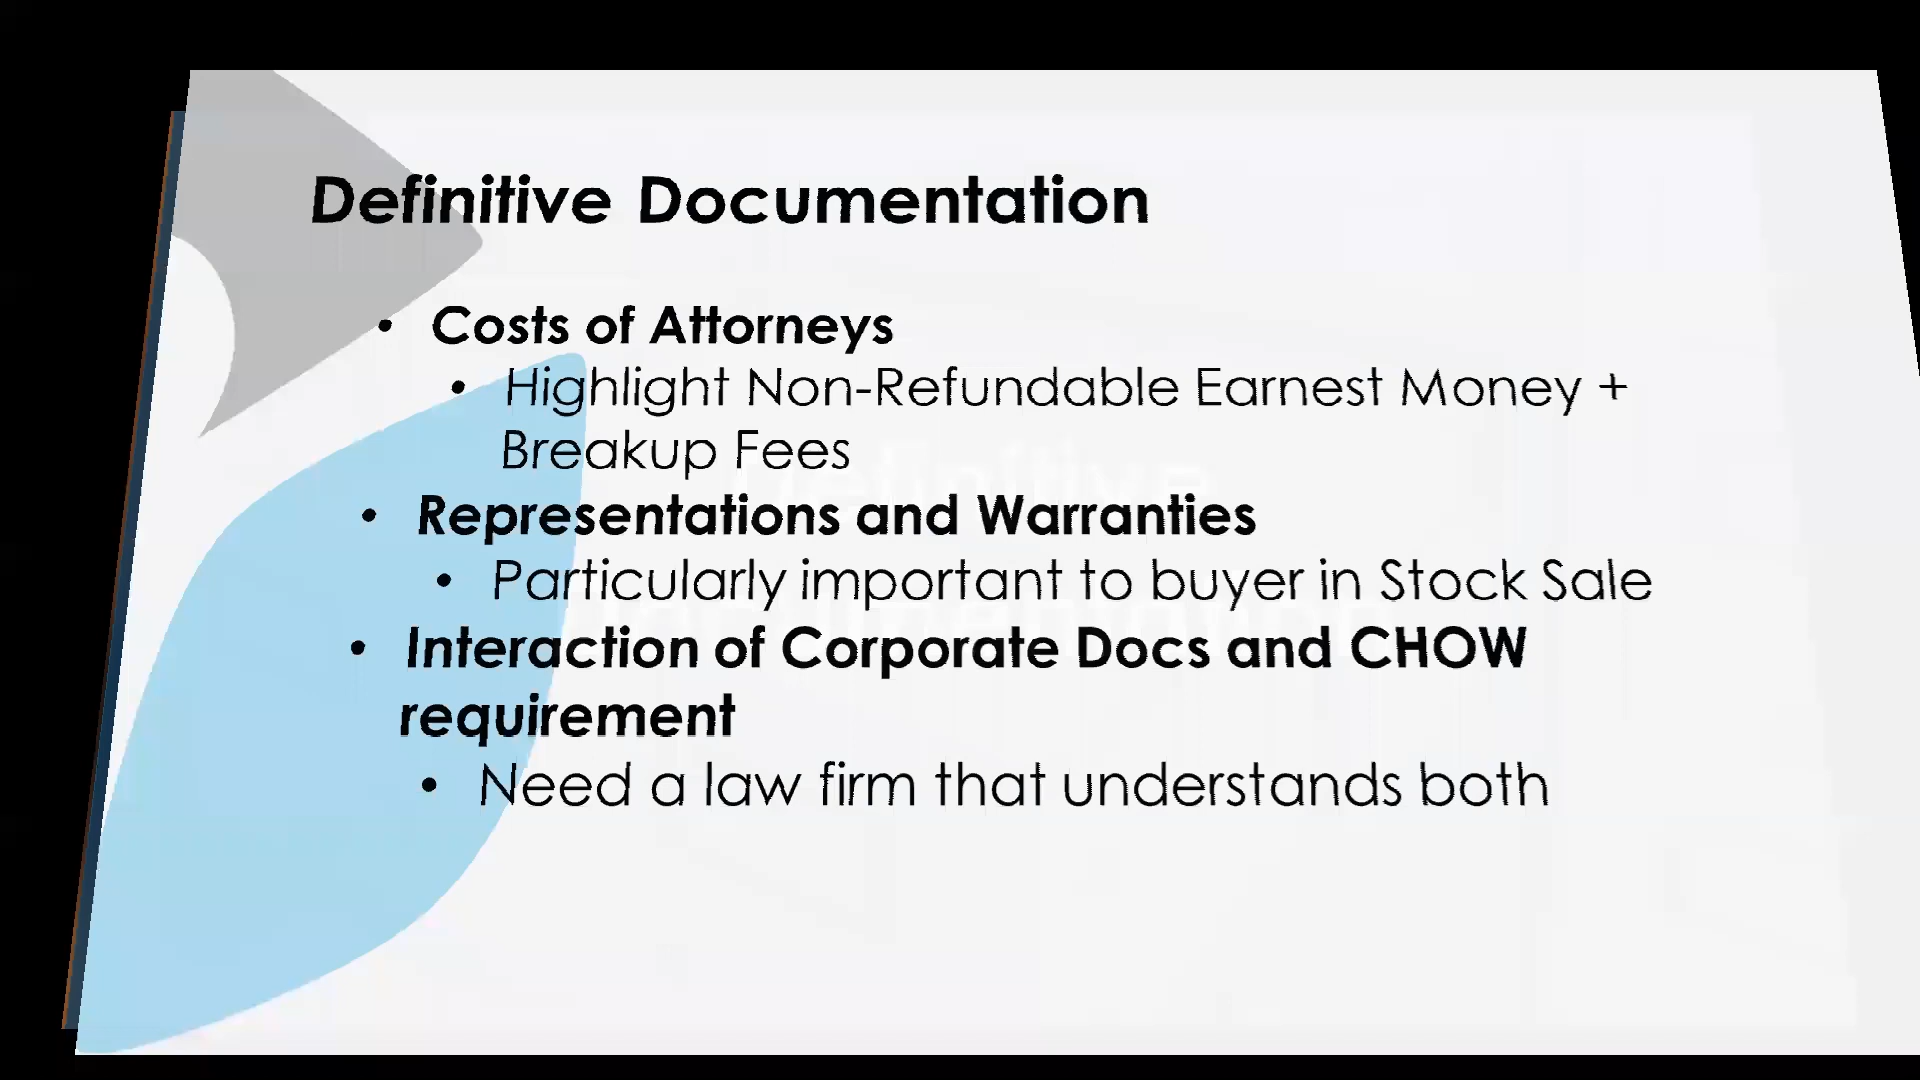 Definitive Documentation
• Costs of Attorneys
• Highlight Non-Refundable Earnest Money +
Breakup Fees
• Representations and Warranties
• Particularly important to buyer in Stock Sale
• Interaction of Corporate Docs and CHOW
requirement
• Need a law firm that understands both